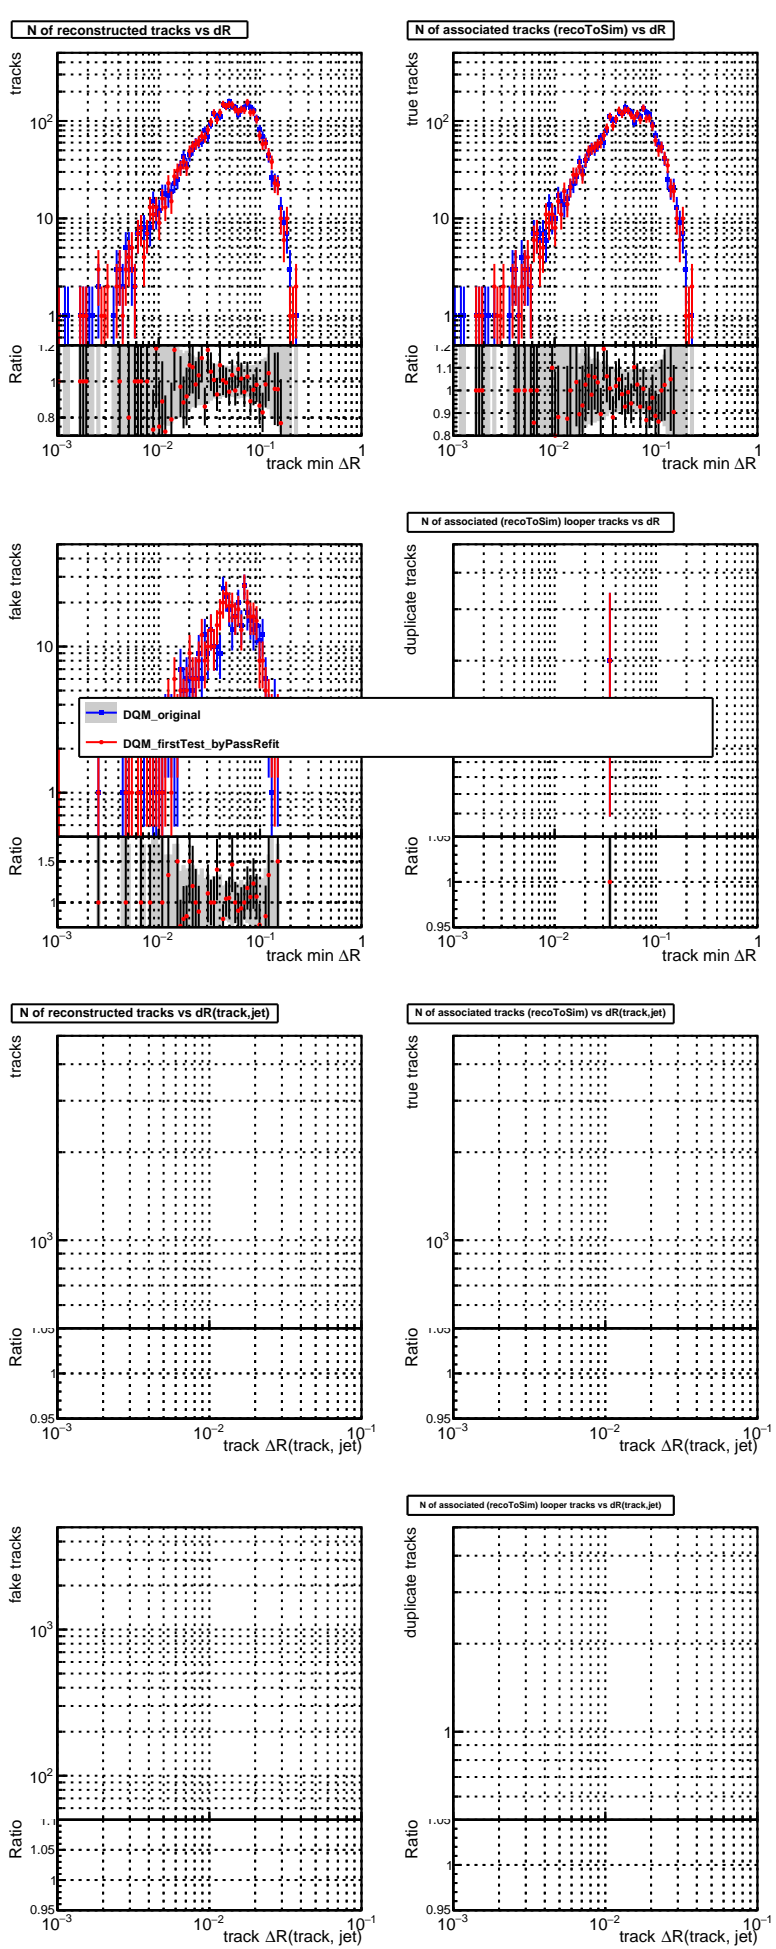 N of reconstructed tracks vs dR
tracks
10²
10
1
Ratio
1.2
1
0.8
10⁻³ 10⁻² 10⁻¹ 1
track min ΔR
N of associated tracks (recoToSim) vs dR
true tracks
10²
10
1
Ratio
1.2
1.1
1
0.9
0.8
10⁻³ 10⁻² 10⁻¹ 1
track min ΔR
fake tracks
10
1
Ratio
1.5
1
10⁻³ 10⁻² 10⁻¹ 1
track min ΔR
N of associated (recoToSim) looper tracks vs dR
duplicate tracks
Ratio
1.05
1
0.95
10⁻³ 10⁻² 10⁻¹ 1
track min ΔR
DQM_original
DQM_firstTest_byPassRefit
N of reconstructed tracks vs dR(track,jet)
tracks
10³
Ratio
1.05
1
0.95
10⁻³ 10⁻² 10⁻¹
track ΔR(track, jet)
N of associated tracks (recoToSim) vs dR(track,jet)
true tracks
10³
Ratio
1.05
1
0.95
10⁻³ 10⁻² 10⁻¹
track ΔR(track, jet)
fake tracks
10³
10²
Ratio
1.1
1.05
1
0.95
10⁻³ 10⁻² 10⁻¹
track ΔR(track, jet)
N of associated (recoToSim) looper tracks vs dR(track,jet)
duplicate tracks
1
Ratio
1.05
1
0.95
10⁻³ 10⁻² 10⁻¹
track ΔR(track, jet)